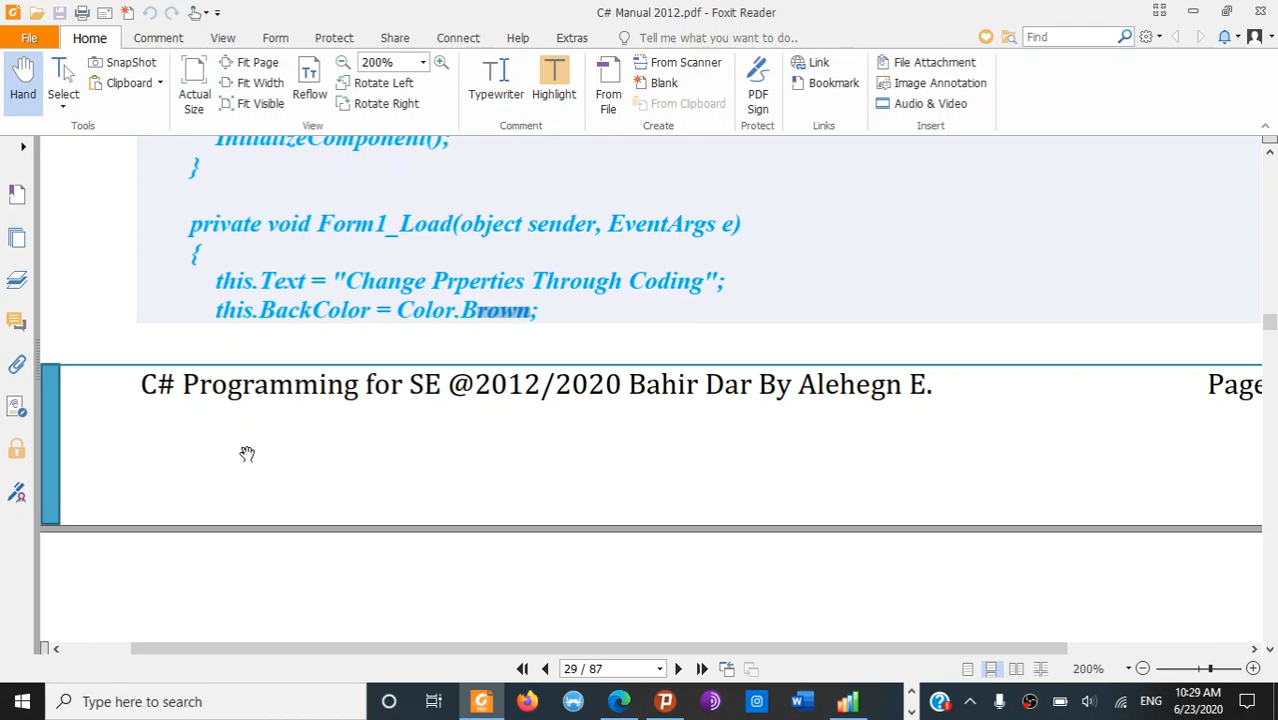 C# Manual 2012.pdf - Foxit Reader
File Home Comment View Form Protect Share Connect Help Extras Tell me what you want to do.. Find
Hand
Select
SnapShot
Clipboard
Actual Size
Fit Page
Fit Width
Fit Visible
Reflow
200%
Rotate Left
Rotate Right
Typewriter
Highlight
From File
From Scanner
Blank
From Clipboard
PDF Sign
Link
Bookmark
File Attachment
Image Annotation
Audio & Video
Tools View Comment Create Protect Links Insert
InitializeComponent();
}
private void Form1_Load(object sender, EventArgs e)
{
this.Text = "Change Prperties Through Coding";
this.BackColor = Color.Brown;
C# Programming for SE @2012/2020 Bahir Dar By Alehegn E. Page
29 / 87 200%
Type here to search ENG 10:29 AM
6/23/2020